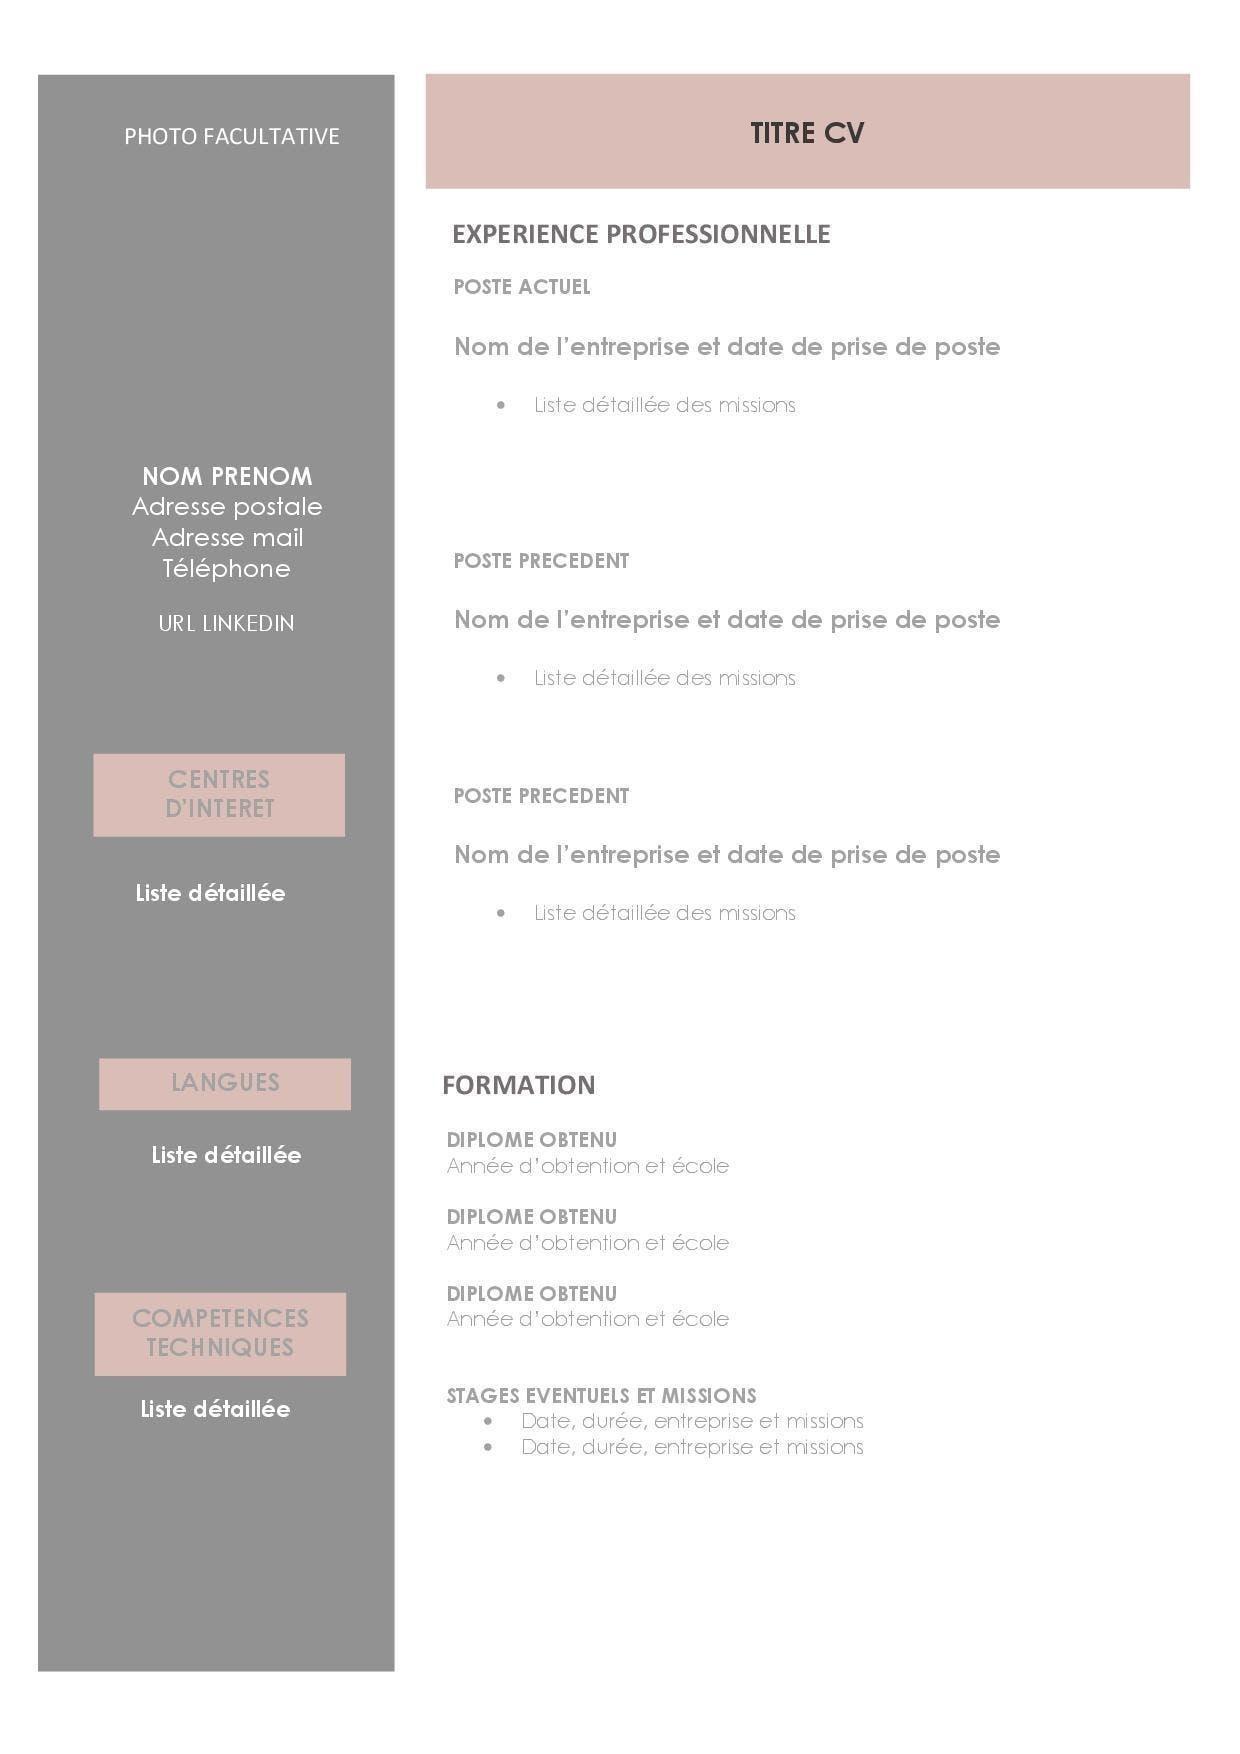 PHOTO FACULTATIVE
NOM PRENOM
Adresse postale
Adresse mail
Téléphone
URL LINKEDIN
CENTRES
D'INTERET
Liste détaillée
LANGUES
Liste détaillée
COMPETENCES
TECHNIQUES
Liste détaillée
TITRE CV
EXPERIENCE PROFESSIONNELLE
POSTE ACTUEL
Nom de l'entreprise et date de prise de poste
• Liste détaillée des missions
POSTE PRECEDENT
Nom de l'entreprise et date de prise de poste
• Liste détaillée des missions
POSTE PRECEDENT
Nom de l'entreprise et date de prise de poste
• Liste détaillée des missions
FORMATION
DIPLOME OBTENU
Année d'obtention et école
DIPLOME OBTENU
Année d'obtention et école
DIPLOME OBTENU
Année d'obtention et école
STAGES EVENTUELS ET MISSIONS
• Date, durée, entreprise et missions
• Date, durée, entreprise et missions